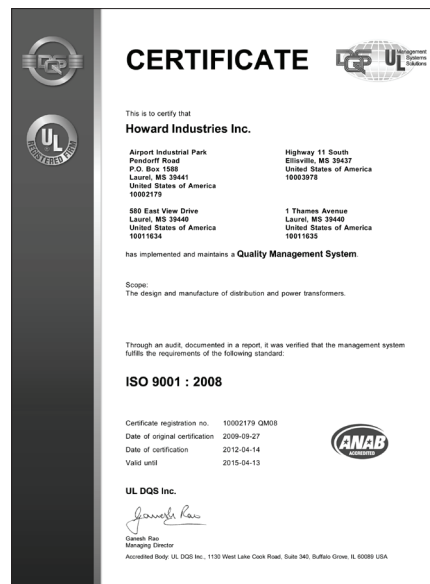 DQS
CERTIFICATE
DQS UL Management Systems Solutions
UL
REGISTERED FIRM
This is to certify that
Howard Industries Inc.
Airport Industrial Park
Pendorff Road
P.O. Box 1588
Laurel, MS 39441
United States of America
10002179
Highway 11 South
Ellisville, MS 39437
United States of America
10003978
580 East View Drive
Laurel, MS 39440
United States of America
10011634
1 Thames Avenue
Laurel, MS 39440
United States of America
10011635
has implemented and maintains a Quality Management System.
Scope:
The design and manufacture of distribution and power transformers.
Through an audit, documented in a report, it was verified that the management system
fulfills the requirements of the following standard:
ISO 9001 : 2008
Certificate registration no. 10002179 QM08
Date of original certification 2009-09-27
Date of certification 2012-04-14
Valid until 2015-04-13
ANAB
ACCREDITED
UL DQS Inc.
Ganesh Rao
Ganesh Rao
Managing Director
Accredited Body: UL DQS Inc., 1130 West Lake Cook Road, Suite 340, Buffalo Grove, IL 60089 USA